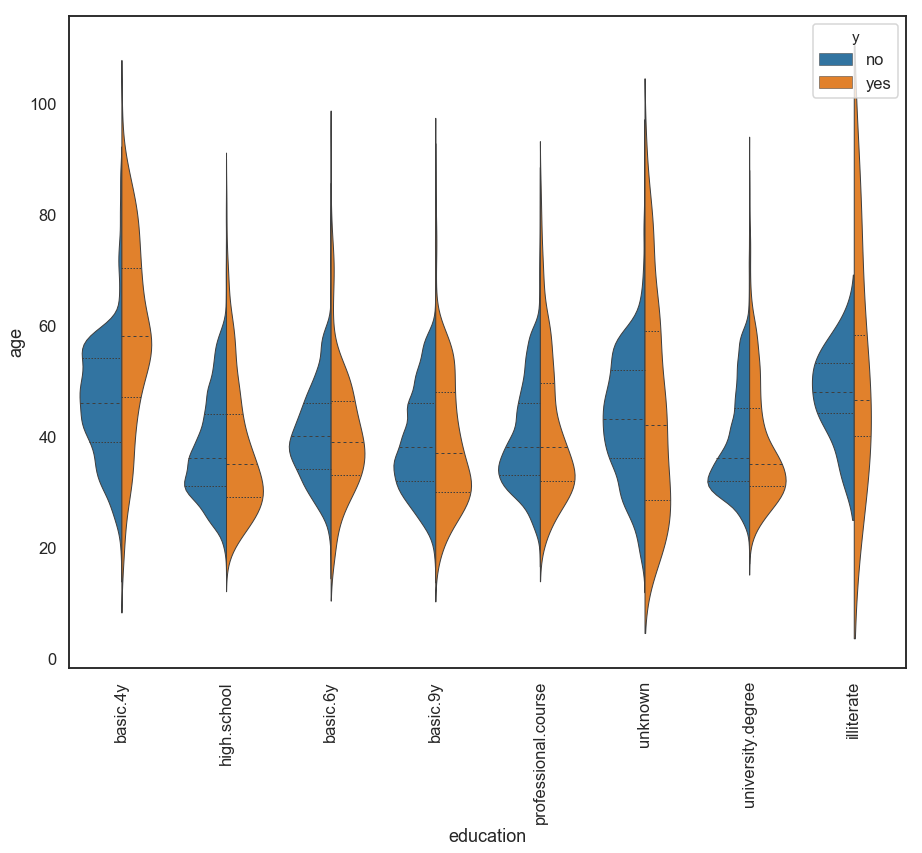 y
no
yes
100
80
60
40
20
0
age
basic.4y
high.school
basic.6y
basic.9y
professional.course
unknown
university.degree
illiterate
education